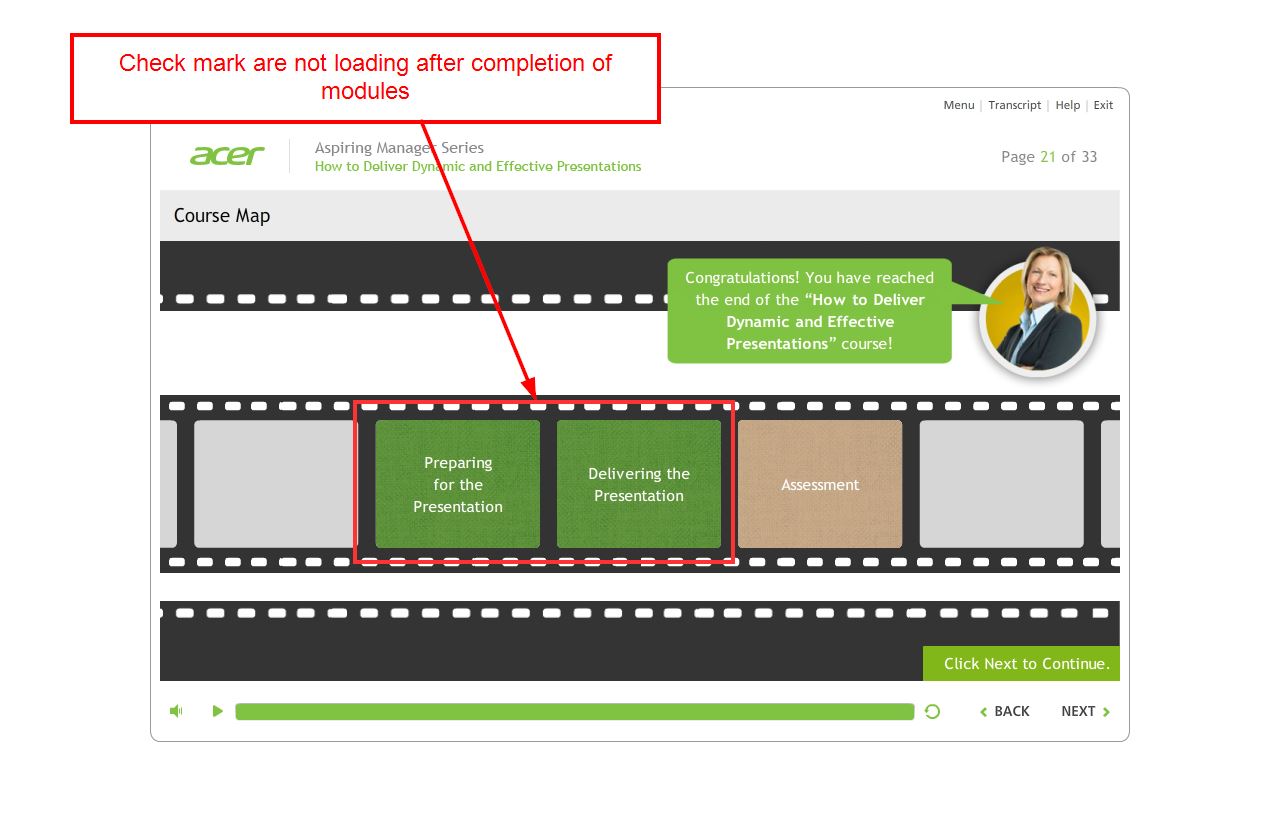 Check mark are not loading after completion of
modules
Menu | Transcript | Help | Exit
acer
Aspiring Manager Series
How to Deliver Dynamic and Effective Presentations
Page 21 of 33
Course Map
Congratulations! You have reached
the end of the “How to Deliver
Dynamic and Effective
Presentations” course!
Preparing
for the
Presentation
Delivering the
Presentation
Assessment
Click Next to Continue.
BACK
NEXT